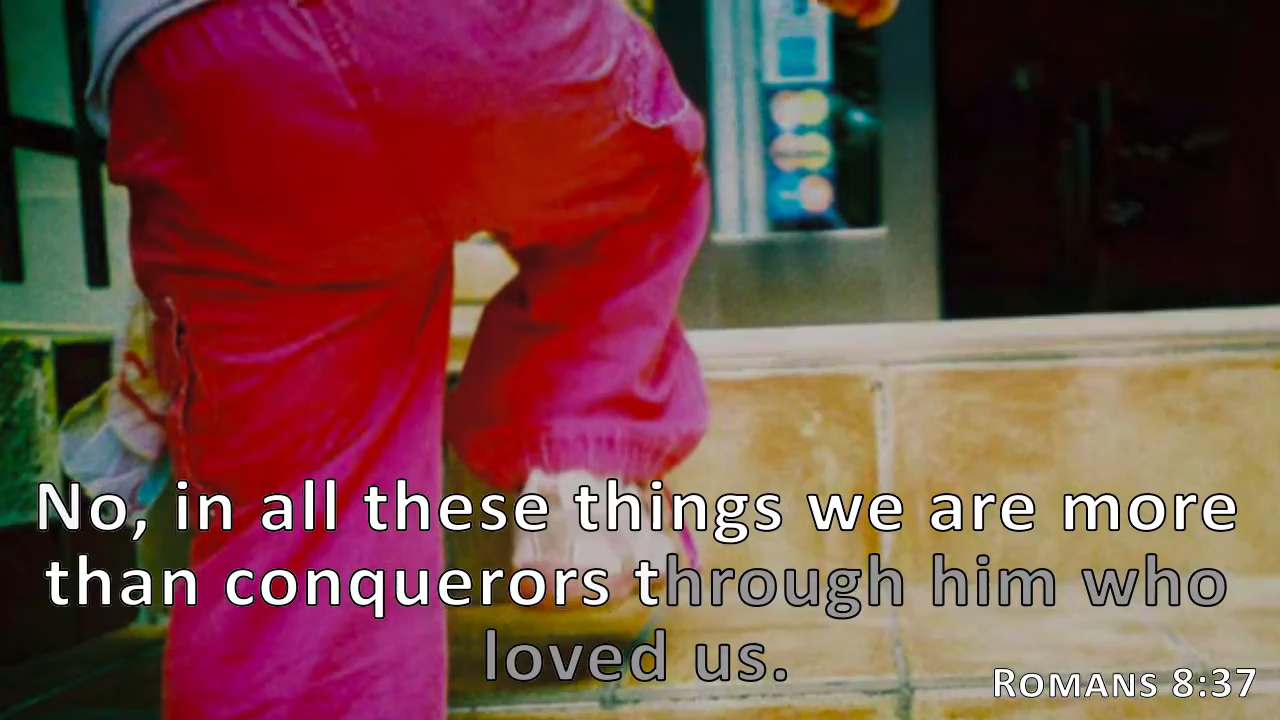 No, in all these things we are more
than conquerors through him who
loved us.
Romans 8:37